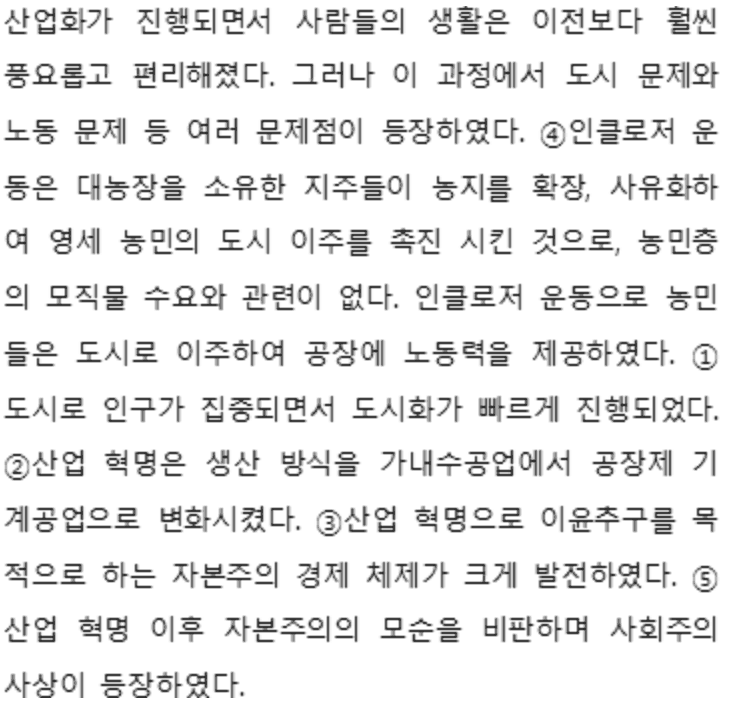 산업화가 진행되면서 사람들의 생활은 이전보다 훨씬
풍요롭고 편리해졌다. 그러나 이 과정에서 도시 문제와
노동 문제 등 여러 문제점이 등장하였다. ④인클로저 운
동은 대농장을 소유한 지주들이 농지를 확장, 사유화하
여 영세 농민의 도시 이주를 촉진 시킨 것으로, 농민층
의 모직물 수요와 관련이 없다. 인클로저 운동으로 농민
들은 도시로 이주하여 공장에 노동력을 제공하였다. ①
도시로 인구가 집중되면서 도시화가 빠르게 진행되었다.
②산업 혁명은 생산 방식을 가내수공업에서 공장제 기
계공업으로 변화시켰다. ③산업 혁명으로 이윤추구를 목
적으로 하는 자본주의 경제 체제가 크게 발전하였다. ⑤
산업 혁명 이후 자본주의의 모순을 비판하며 사회주의
사상이 등장하였다.